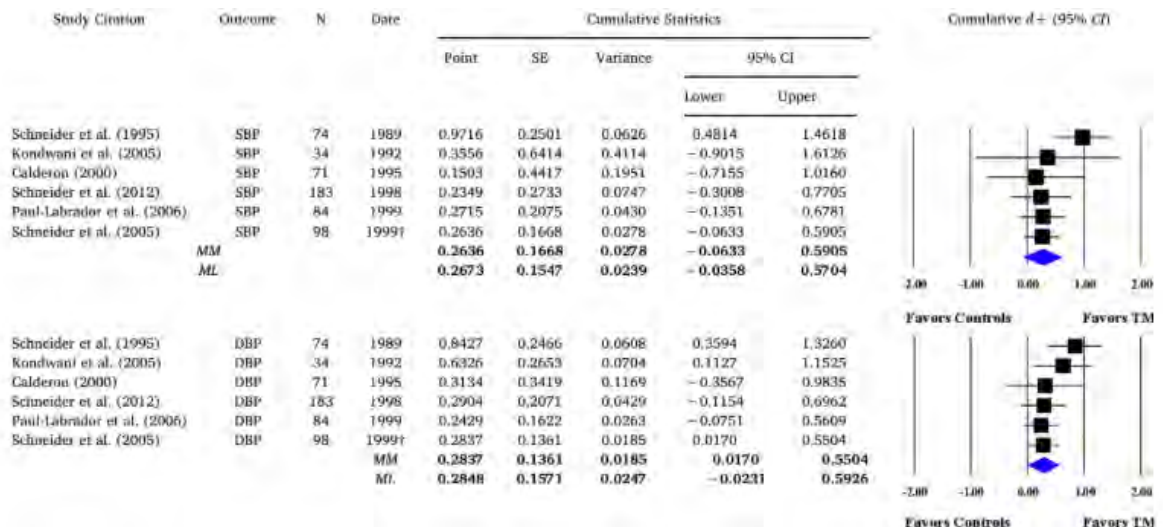 Study Citation Outcome N Date Cumulative Statistics Cumulative d+ (95% CI)
Point SE Variance 95% CI
Lower Upper
Schneider et al. (1995) SBP 74 1989 0.9716 0.2501 0.0626 0.4814 1.4618
Kondwani et al. (2005) SBP 34 1992 0.3556 0.6414 0.4114 −0.9015 1.6126
Calderon (2000) SBP 71 1995 0.1503 0.4417 0.1951 −0.7155 1.0160
Schneider et al. (2012) SBP 183 1998 0.2349 0.2733 0.0747 −0.3008 0.7705
Paul-Labrador et al. (2006) SBP 84 1999 0.2715 0.2075 0.0430 −0.1351 0.6781
Schneider et al. (2005) SBP 98 1999† 0.2636 0.1668 0.0278 −0.0633 0.5905
MM 0.2636 0.1668 0.0278 −0.0633 0.5905
ML 0.2673 0.1547 0.0239 −0.0358 0.5704
-2.00 -1.00 0.00 1.00 2.00
Favors Controls Favors TM
Schneider et al. (1995) DBP 74 1989 0.8427 0.2466 0.0608 0.3594 1.3260
Kondwani et al. (2005) DBP 34 1992 0.6326 0.2653 0.0704 0.1127 1.1525
Calderon (2000) DBP 71 1995 0.3134 0.3419 0.1169 −0.3567 0.9835
Schneider et al. (2012) DBP 183 1998 0.2904 0.2071 0.0429 −0.1154 0.6962
Paul-Labrador et al. (2006) DBP 84 1999 0.2429 0.1622 0.0263 −0.0751 0.5609
Schneider et al. (2005) DBP 98 1999† 0.2837 0.1361 0.0185 0.0170 0.5504
MM 0.2837 0.1361 0.0185 0.0170 0.5504
ML 0.2848 0.1571 0.0247 −0.0231 0.5926
-2.00 -1.00 0.00 1.00 2.00
Favors Controls Favors TM